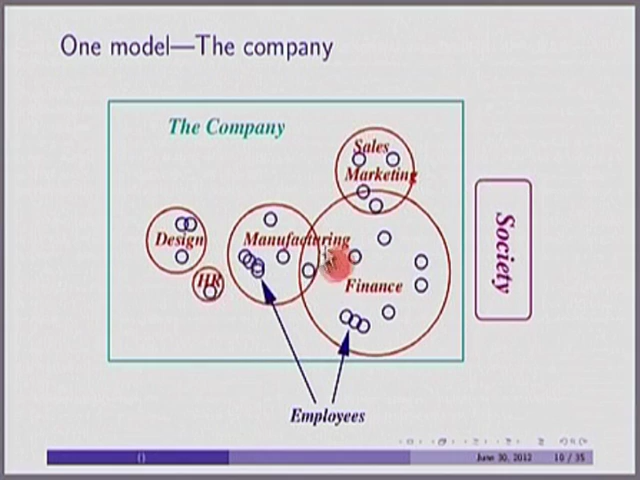 One model—The company
The Company
Sales
Marketing
Design
Manufacturing
HR
Finance
Society
Employees
()
June 30, 2012
10 / 35